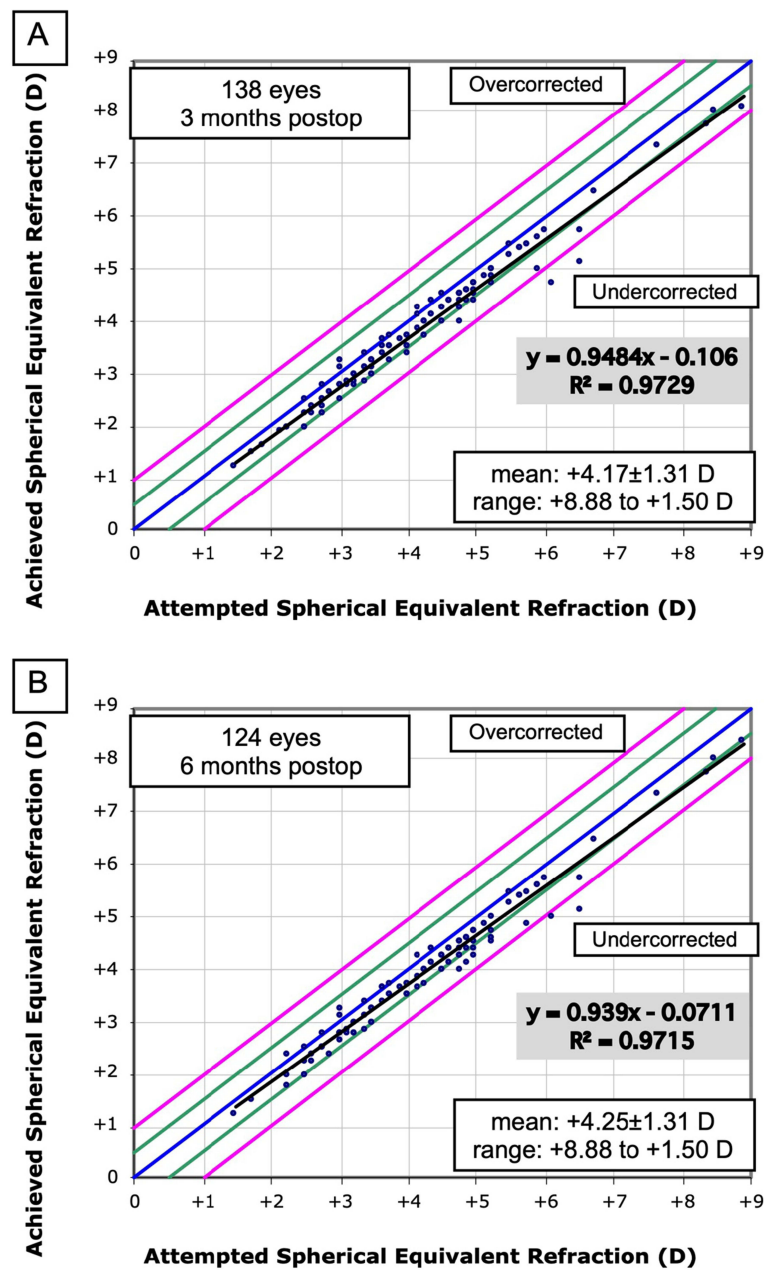 A
Achieved Spherical Equivalent Refraction (D)
+9
+8
+7
+6
+5
+4
+3
+2
+1
0
138 eyes
3 months postop
Overcorrected
Undercorrected
y = 0.9484x - 0.106
R² = 0.9729
mean: +4.17±1.31 D
range: +8.88 to +1.50 D
0 +1 +2 +3 +4 +5 +6 +7 +8 +9
Attempted Spherical Equivalent Refraction (D)
B
Achieved Spherical Equivalent Refraction (D)
+9
+8
+7
+6
+5
+4
+3
+2
+1
0
124 eyes
6 months postop
Overcorrected
Undercorrected
y = 0.939x - 0.0711
R² = 0.9715
mean: +4.25±1.31 D
range: +8.88 to +1.50 D
0 +1 +2 +3 +4 +5 +6 +7 +8 +9
Attempted Spherical Equivalent Refraction (D)